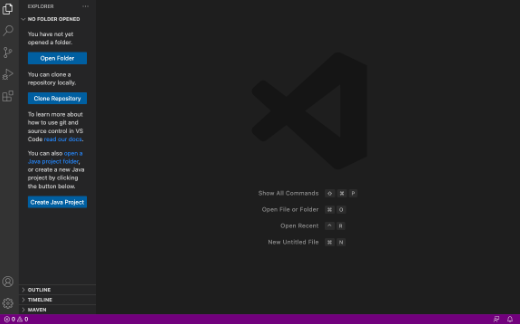 EXPLORER
NO FOLDER OPENED
You have not yet
opened a folder.
Open Folder
You can clone a
repository locally.
Clone Repository
To learn more about
how to use git and
source control in VS
Code read our docs.
You can also open a
Java project folder,
or create a new Java
project by clicking
the button below.
Create Java Project
Show All Commands ⇧ ⌘ P
Open File or Folder ⌘ O
Open Recent ⌃ R
New Untitled File ⌘ N
OUTLINE
TIMELINE
MAVEN
0 0